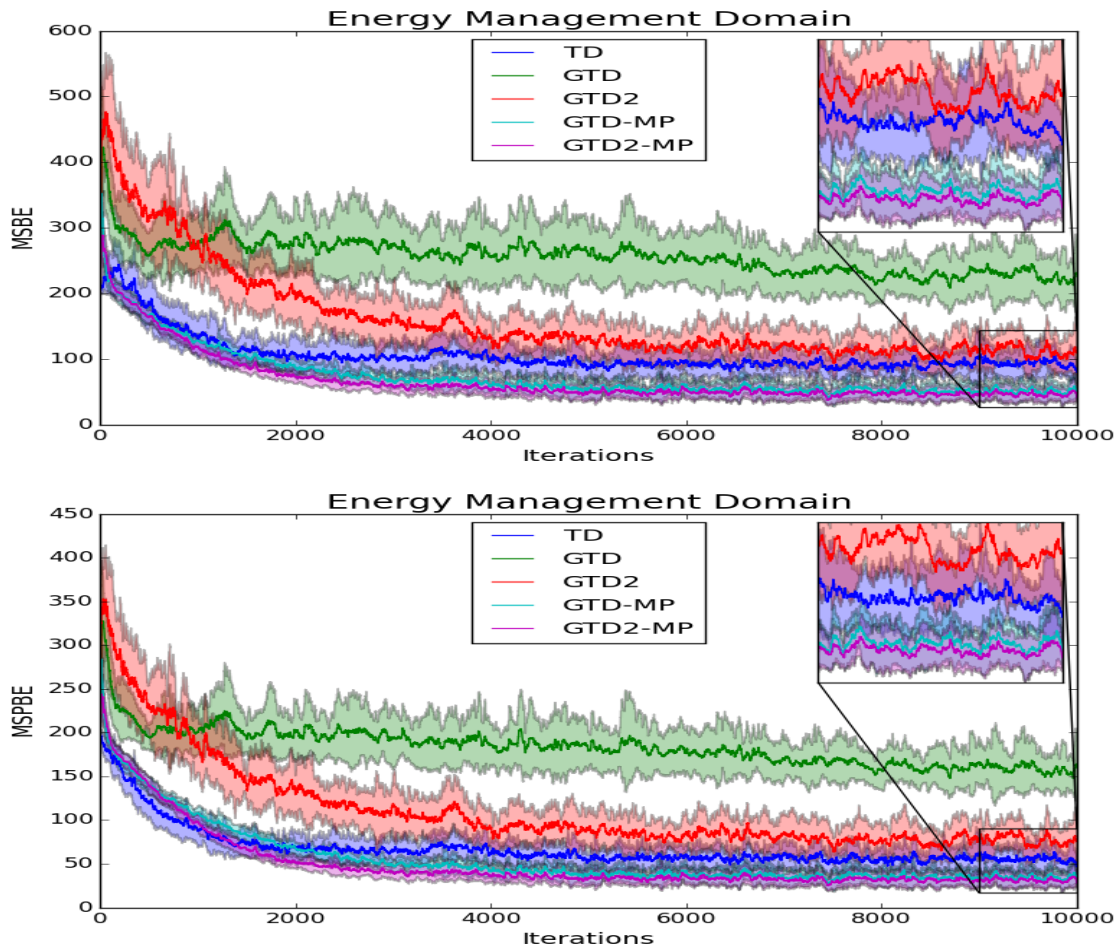 Energy Management Domain
600
500
400
300
200
100
0
MSBE
TD
GTD
GTD2
GTD-MP
GTD2-MP
0 2000 4000 6000 8000 10000
Iterations
Energy Management Domain
450
400
350
300
250
200
150
100
50
0
MSPBE
TD
GTD
GTD2
GTD-MP
GTD2-MP
0 2000 4000 6000 8000 10000
Iterations